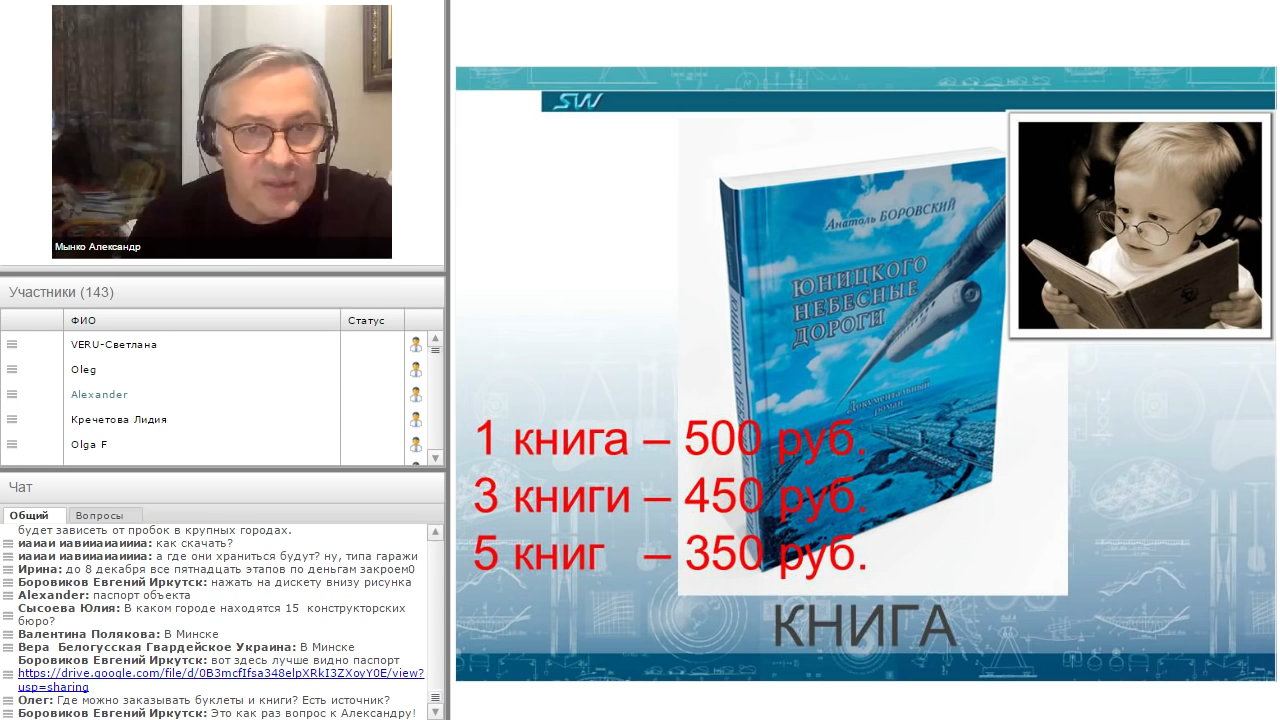 Мынко Александр
Участники (143)
ФИО
Статус
VERU-Светлана
Oleg
Alexander
Кречетова Лидия
Olga F
Чат
Общий
Вопросы
будет зависеть от пробок в крупных городах.
иаиаи иавииаиаииаа: как скачать?
иаиаи иавииаиаииаа: а где они храниться будут? ну, типа гаражи
Ирина: до 8 декабря все пятнадцать этапов по деньгам закроем0
Боровиков Евгений Иркутск: нажать на дискету внизу рисунка
Alexander: паспорт объекта
Сысоева Юлия: В каком городе находятся 15 конструкторских
бюро?
Валентина Полякова: В Минске
Вера Белогусская Гвардейское Украина: В Минске
Боровиков Евгений Иркутск: вот здесь лучше видно паспорт
https://drive.google.com/file/d/0B3mcfIfsa348elpXRkI3ZXoyY0E/view?
usp=sharing
Олег: Где можно заказывать буклеты и книги? Есть источник?
Боровиков Евгений Иркутск: Это как раз вопрос к Александру!
SW
Анатоль БОРОВСКИЙ
ЮНИЦКОГО
НЕБЕСНЫЕ
ДОРОГИ
Документальный
роман
1 книга – 500 руб.
3 книги – 450 руб.
5 книг – 350 руб.
КНИГА